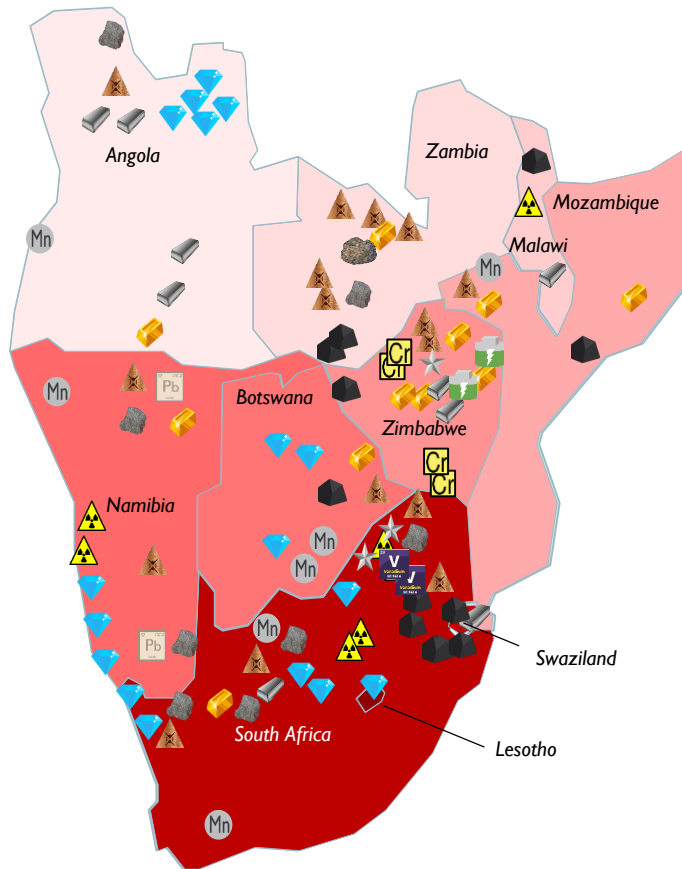 Angola
Zambia
Mozambique
Malawi
Mn
Mn
Cr
Cr
Pb
Mn
Botswana
Zimbabwe
Cr
Cr
Namibia
Mn
Mn
V
V
Mn
Pb
Swaziland
South Africa
Lesotho
Mn